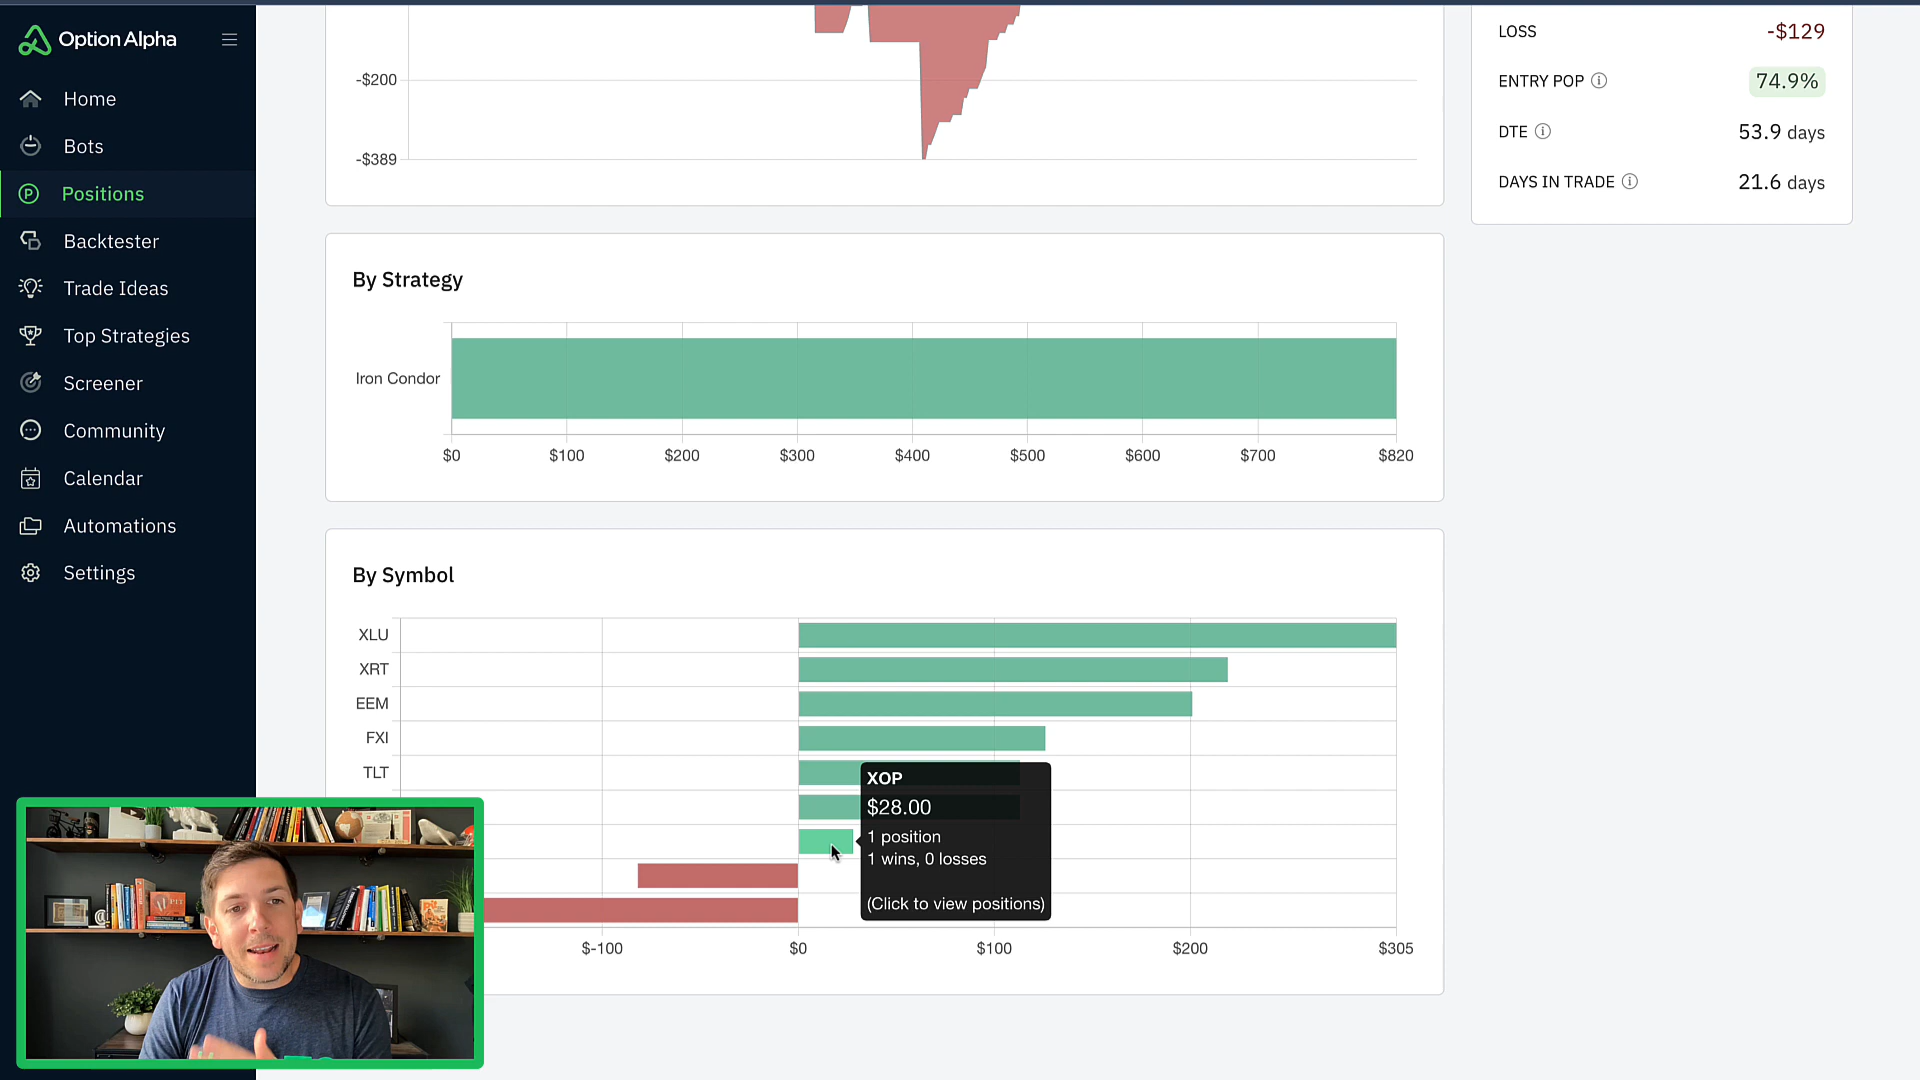 Option Alpha
Home
Bots
Positions
Backtester
Trade Ideas
Top Strategies
Screener
Community
Calendar
Automations
Settings
-$200
-$389
LOSS -$129
ENTRY POP 74.9%
DTE 53.9 days
DAYS IN TRADE 21.6 days
By Strategy
Iron Condor
$0 $100 $200 $300 $400 $500 $600 $700 $820
By Symbol
XLU
XRT
EEM
FXI
TLT
XOP
$28.00
1 position
1 wins, 0 losses
(Click to view positions)
$-100 $0 $100 $200 $305